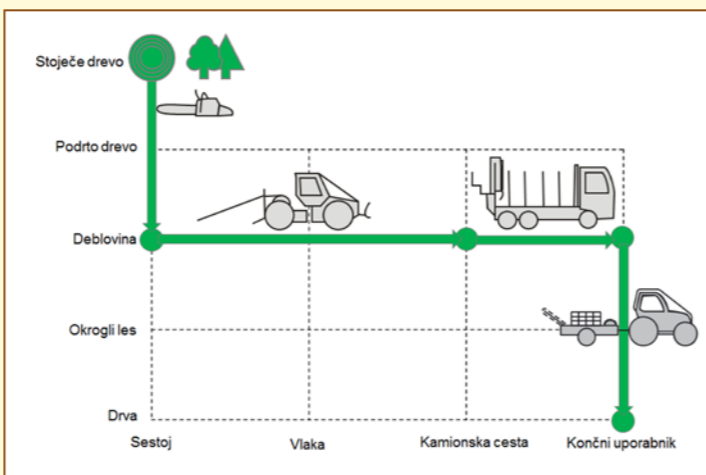 Stoječe drevo
Podrto drevo
Deblovina
Okrogli les
Drva
Sestoj
Vlaka
Kamionska cesta
Končni uporabnik